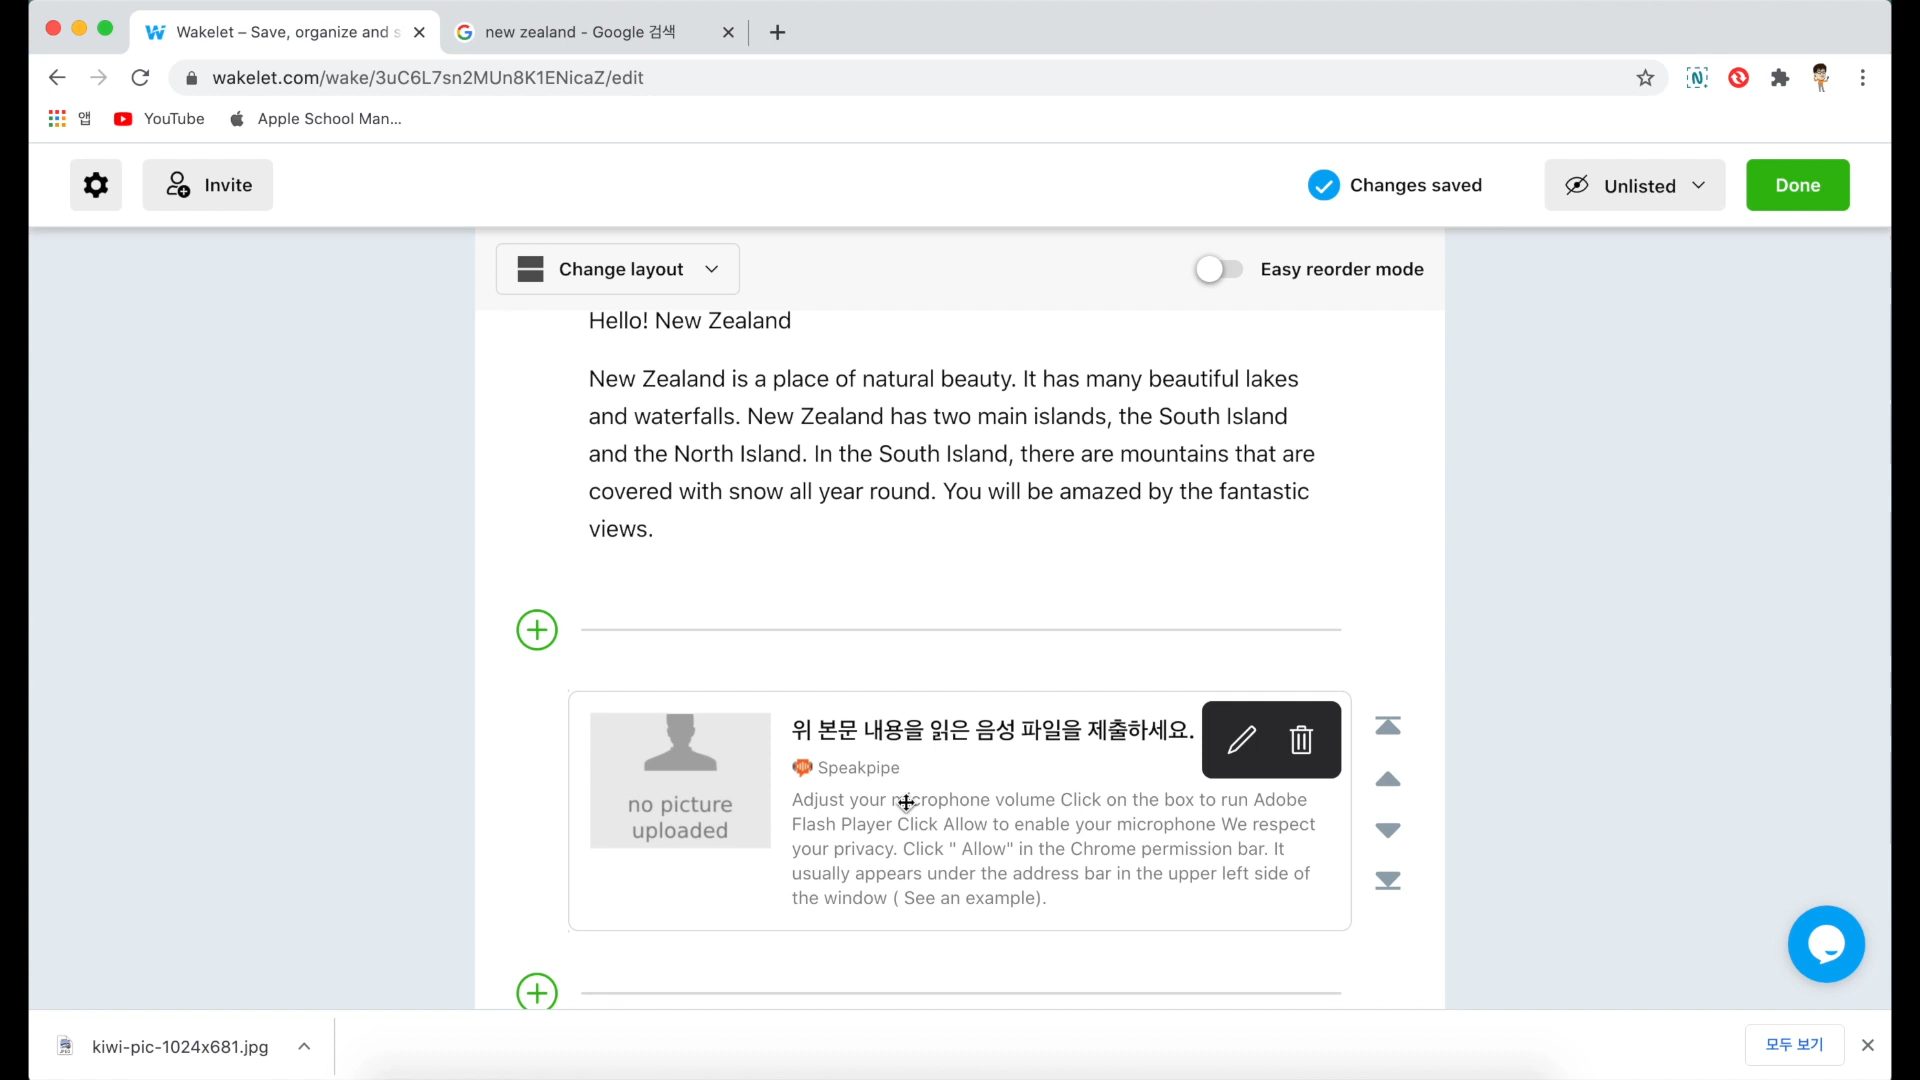 Wakelet – Save, organize and s
new zealand - Google 검색
wakelet.com/wake/3uC6L7sn2MUn8K1ENicaZ/edit
앱
YouTube
Apple School Man...
Invite
Changes saved
Unlisted
Done
Change layout
Easy reorder mode
Hello! New Zealand
New Zealand is a place of natural beauty. It has many beautiful lakes
and waterfalls. New Zealand has two main islands, the South Island
and the North Island. In the South Island, there are mountains that are
covered with snow all year round. You will be amazed by the fantastic
views.
no picture
uploaded
위 본문 내용을 읽은 음성 파일을 제출하세요.
Speakpipe
Adjust your microphone volume Click on the box to run Adobe
Flash Player Click Allow to enable your microphone We respect
your privacy. Click " Allow" in the Chrome permission bar. It
usually appears under the address bar in the upper left side of
the window ( See an example).
kiwi-pic-1024x681.jpg
모두 보기